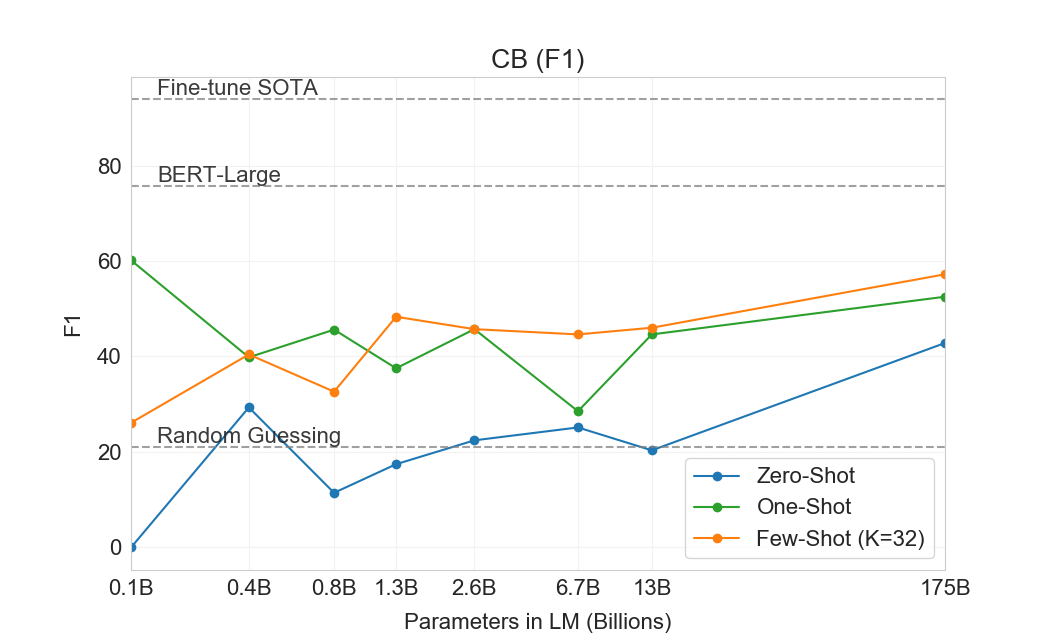 CB (F1)
Fine-tune SOTA
BERT-Large
Random Guessing
F1
80
60
40
20
0
Zero-Shot
One-Shot
Few-Shot (K=32)
0.1B 0.4B 0.8B 1.3B 2.6B 6.7B 13B 175B
Parameters in LM (Billions)